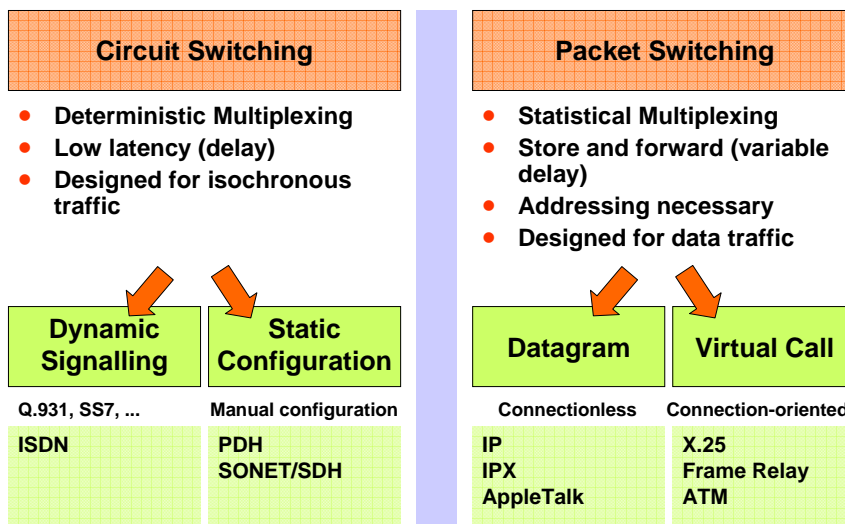 Circuit Switching
• Deterministic Multiplexing
• Low latency (delay)
• Designed for isochronous
traffic
Dynamic
Signalling
Static
Configuration
Q.931, SS7, ...
Manual configuration
ISDN
PDH
SONET/SDH
Packet Switching
• Statistical Multiplexing
• Store and forward (variable
delay)
• Addressing necessary
• Designed for data traffic
Datagram
Virtual Call
Connectionless
Connection-oriented
IP
IPX
AppleTalk
X.25
Frame Relay
ATM